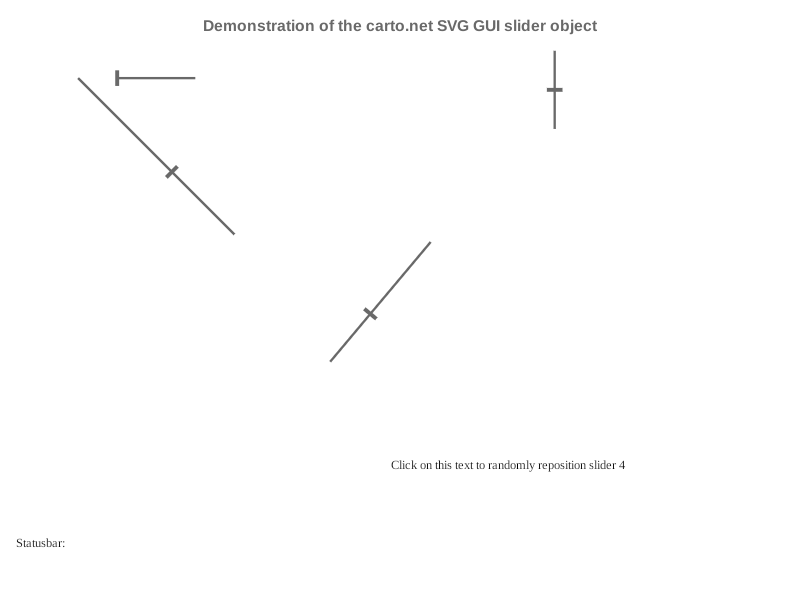 Demonstration of the carto.net SVG GUI slider object
Click on this text to randomly reposition slider 4
Statusbar: